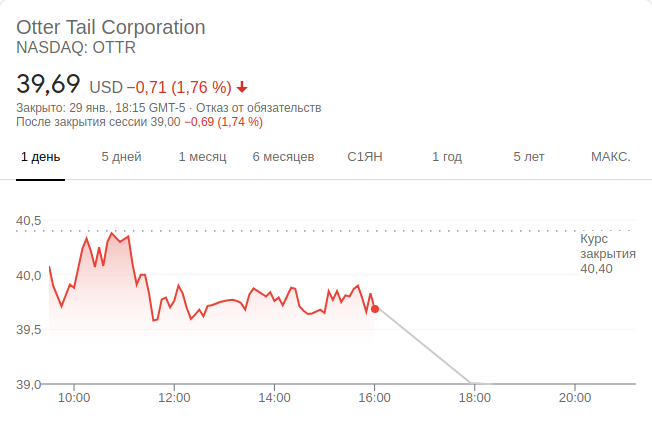 Otter Tail Corporation
NASDAQ: OTTR
39,69 USD −0,71 (1,76 %)
Закрыто: 29 янв., 18:15 GMT-5 · Отказ от обязательств
После закрытия сессии 39,00 −0,69 (1,74 %)
1 день 5 дней 1 месяц 6 месяцев С1ЯН 1 год 5 лет МАКС.
40,5
Курс
закрытия
40,40
40,0
39,5
39,0
10:00 12:00 14:00 16:00 18:00 20:00